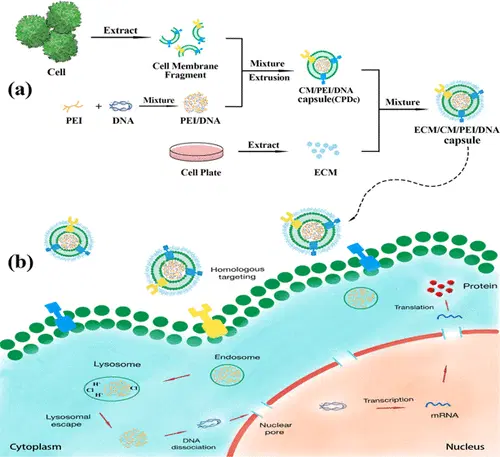 Extract
Cell
Cell Membrane
Fragment
Mixture
Extrusion
CM/PEI/DNA
capsule(CPDc)
(a)
PEI
+
DNA
Mixture
PEI/DNA
Mixture
ECM/CM/PEI/DNA
capsule
Cell Plate
Extract
ECM
(b)
Homologous
targeting
Protein
Translation
Lysosome
Endosome
H+
Cl-
H+
Cl-
Lysosomal
escape
DNA
dissociation
Nuclear
pore
Transcription
mRNA
Cytoplasm
Nucleus